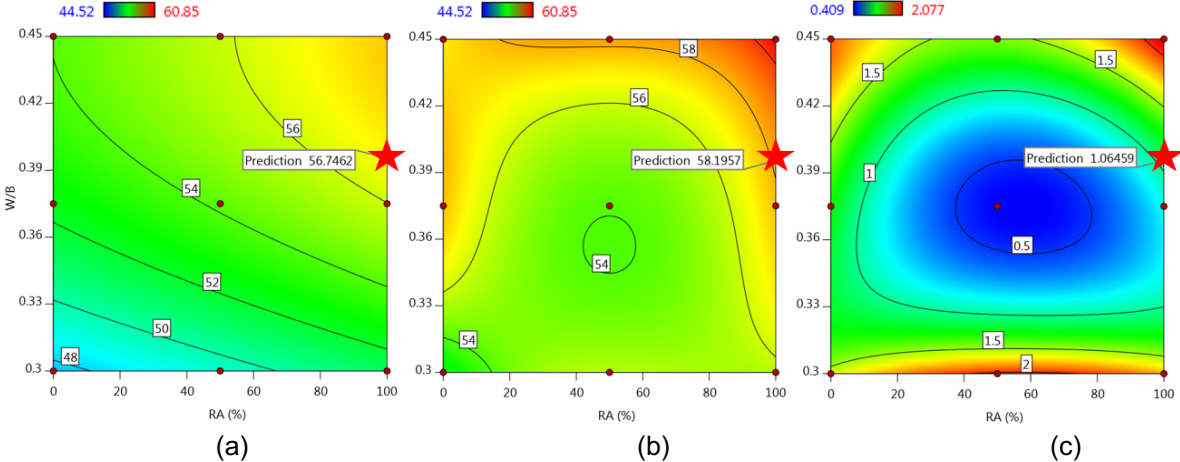 44.52 60.85
44.52 60.85
0.409 2.077
0.45
0.42
0.39
0.36
0.33
0.3
W/B
56
54
52
50
48
Prediction 56.7462
0 20 40 60 80 100
RA (%)
(a)
0.45
0.42
0.39
0.36
0.33
0.3
58
56
54
54
Prediction 58.1957
0 20 40 60 80 100
RA (%)
(b)
0.45
0.42
0.39
0.36
0.33
0.3
1.5
1.5
1
0.5
1.5
2
Prediction 1.06459
0 20 40 60 80 100
RA (%)
(c)